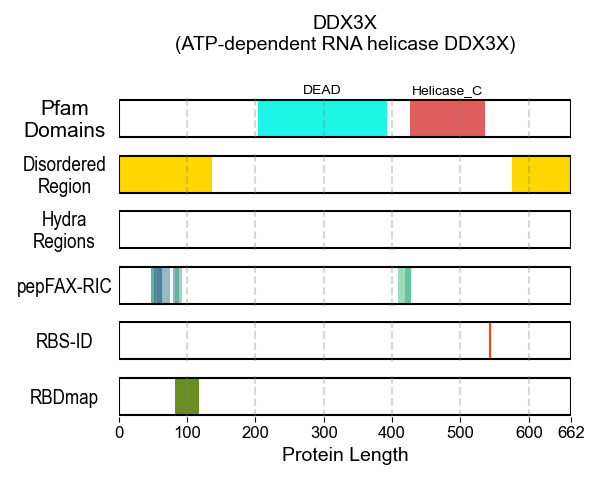 DDX3X
(ATP-dependent RNA helicase DDX3X)
DEAD
Helicase_C
Pfam
Domains
Disordered
Region
Hydra
Regions
pepFAX-RIC
RBS-ID
RBDmap
0 100 200 300 400 500 600 662
Protein Length